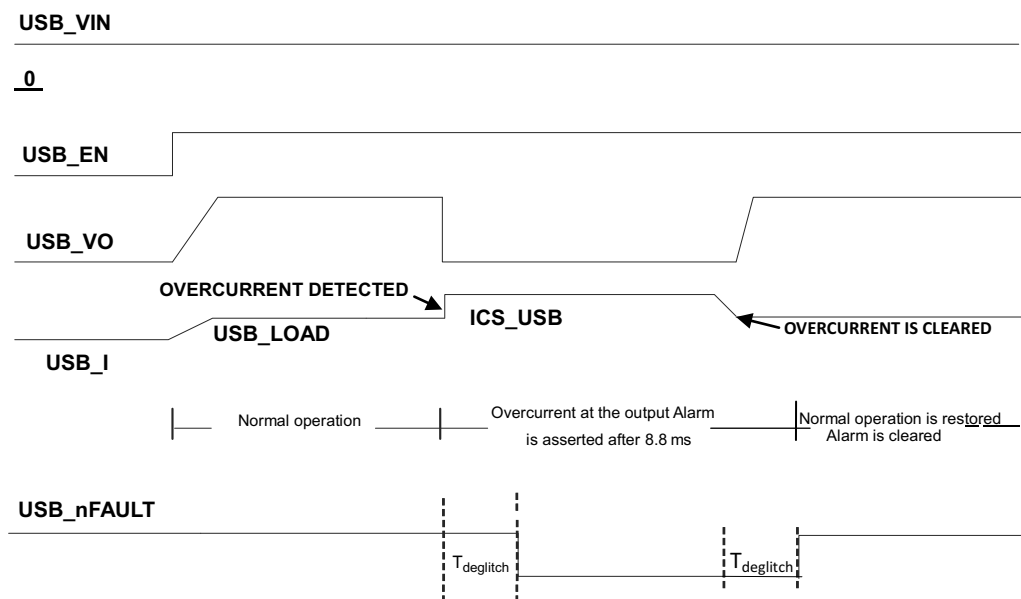 USB_VIN
0
USB_EN
USB_VO
OVERCURRENT DETECTED
ICS_USB
USB_LOAD
OVERCURRENT IS CLEARED
USB_I
Normal operation
Overcurrent at the output Alarm
is asserted after 8.8 ms
Normal operation is restored
Alarm is cleared
USB_nFAULT
Tdeglitch
Tdeglitch